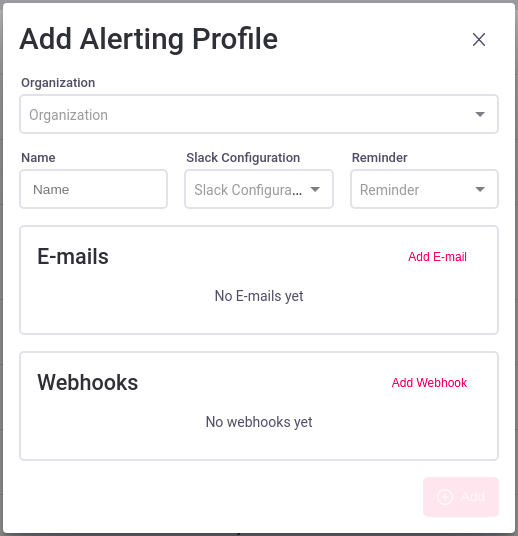 Add Alerting Profile
Organization
Organization
Name Slack Configuration Reminder
Name Slack Configura... Reminder
E-mails Add E-mail
No E-mails yet
Webhooks Add Webhook
No webhooks yet
Add